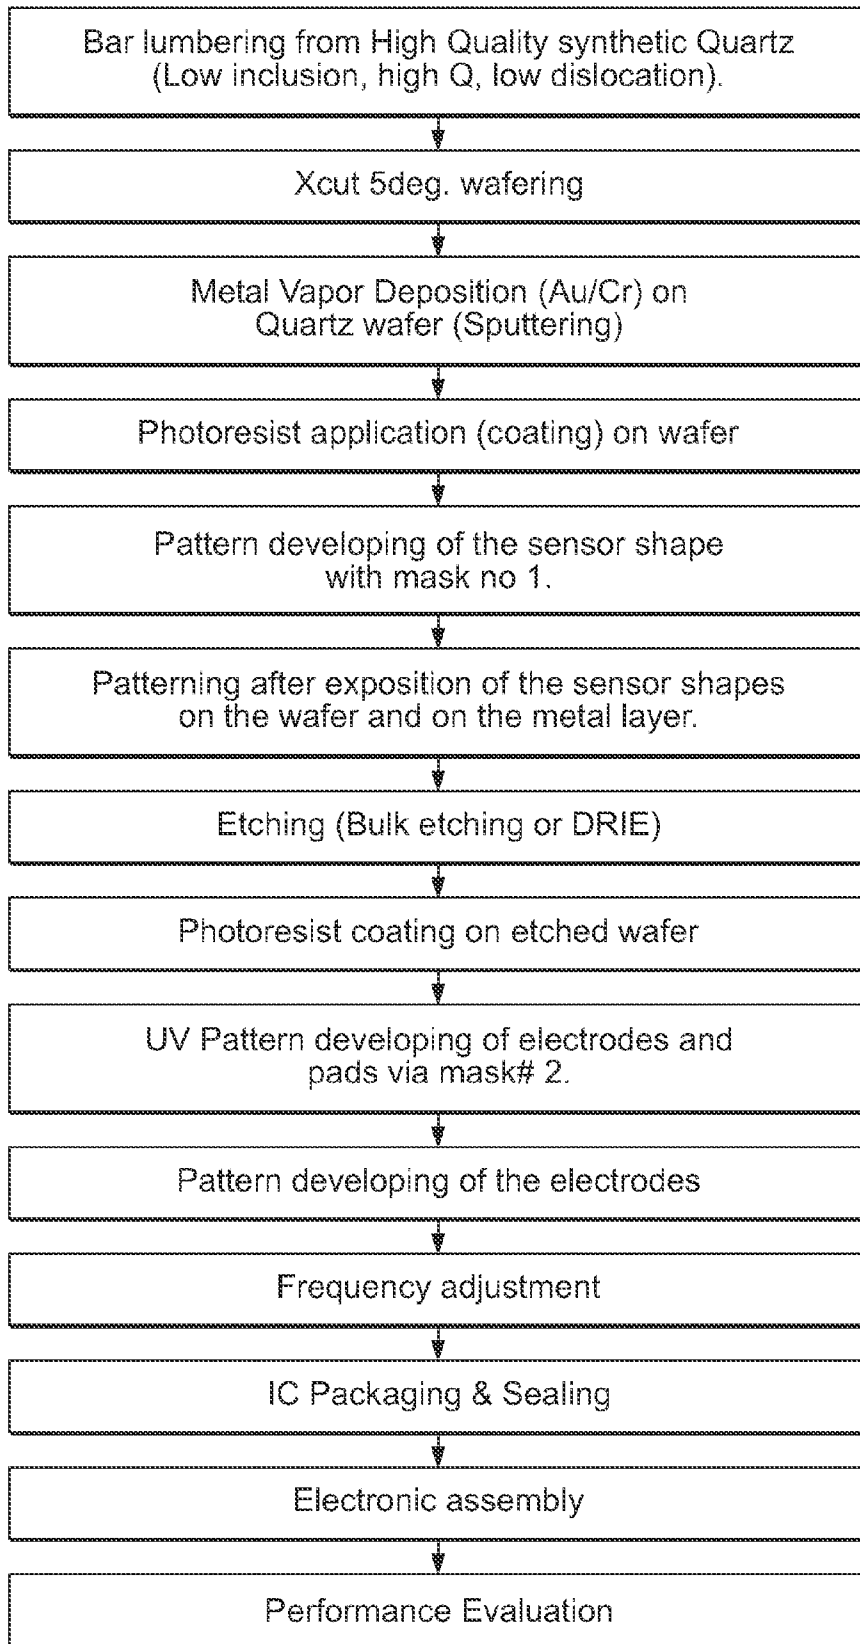 Bar lumbering from High Quality synthetic Quartz
(Low inclusion, high Q, low dislocation).
Xcut 5deg. wafering
Metal Vapor Deposition (Au/Cr) on
Quartz wafer (Sputtering)
Photoresist application (coating) on wafer
Pattern developing of the sensor shape
with mask no 1.
Patterning after exposition of the sensor shapes
on the wafer and on the metal layer.
Etching (Bulk etching or DRIE)
Photoresist coating on etched wafer
UV Pattern developing of electrodes and
pads via mask# 2.
Pattern developing of the electrodes
Frequency adjustment
IC Packaging & Sealing
Electronic assembly
Performance Evaluation